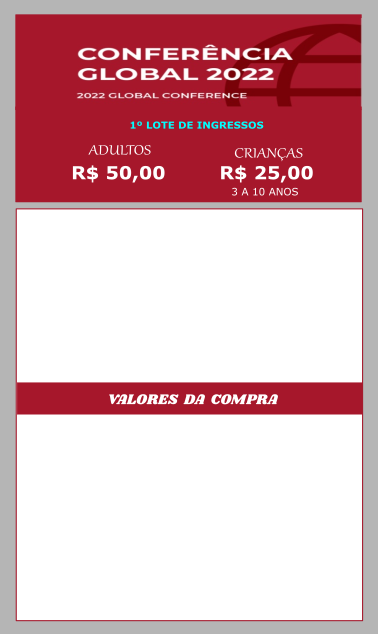 CONFERÊNCIA
GLOBAL 2022
2022 GLOBAL CONFERENCE
1º LOTE DE INGRESSOS
ADULTOS
R$ 50,00
CRIANÇAS
R$ 25,00
3 A 10 ANOS
VALORES DA COMPRA